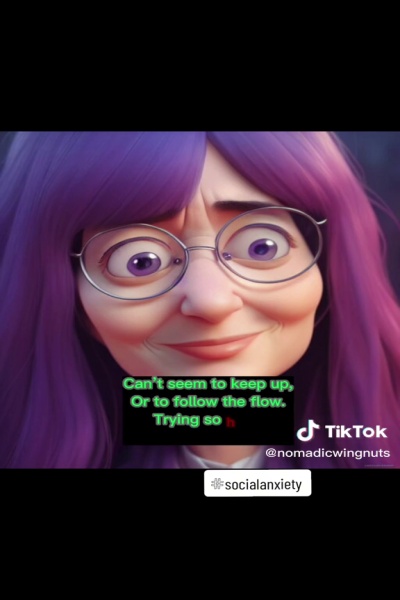 Can't seem to keep up,
Or to follow the flow.
Trying so h
TikTok
@nomadicwingnuts
#socialanxiety